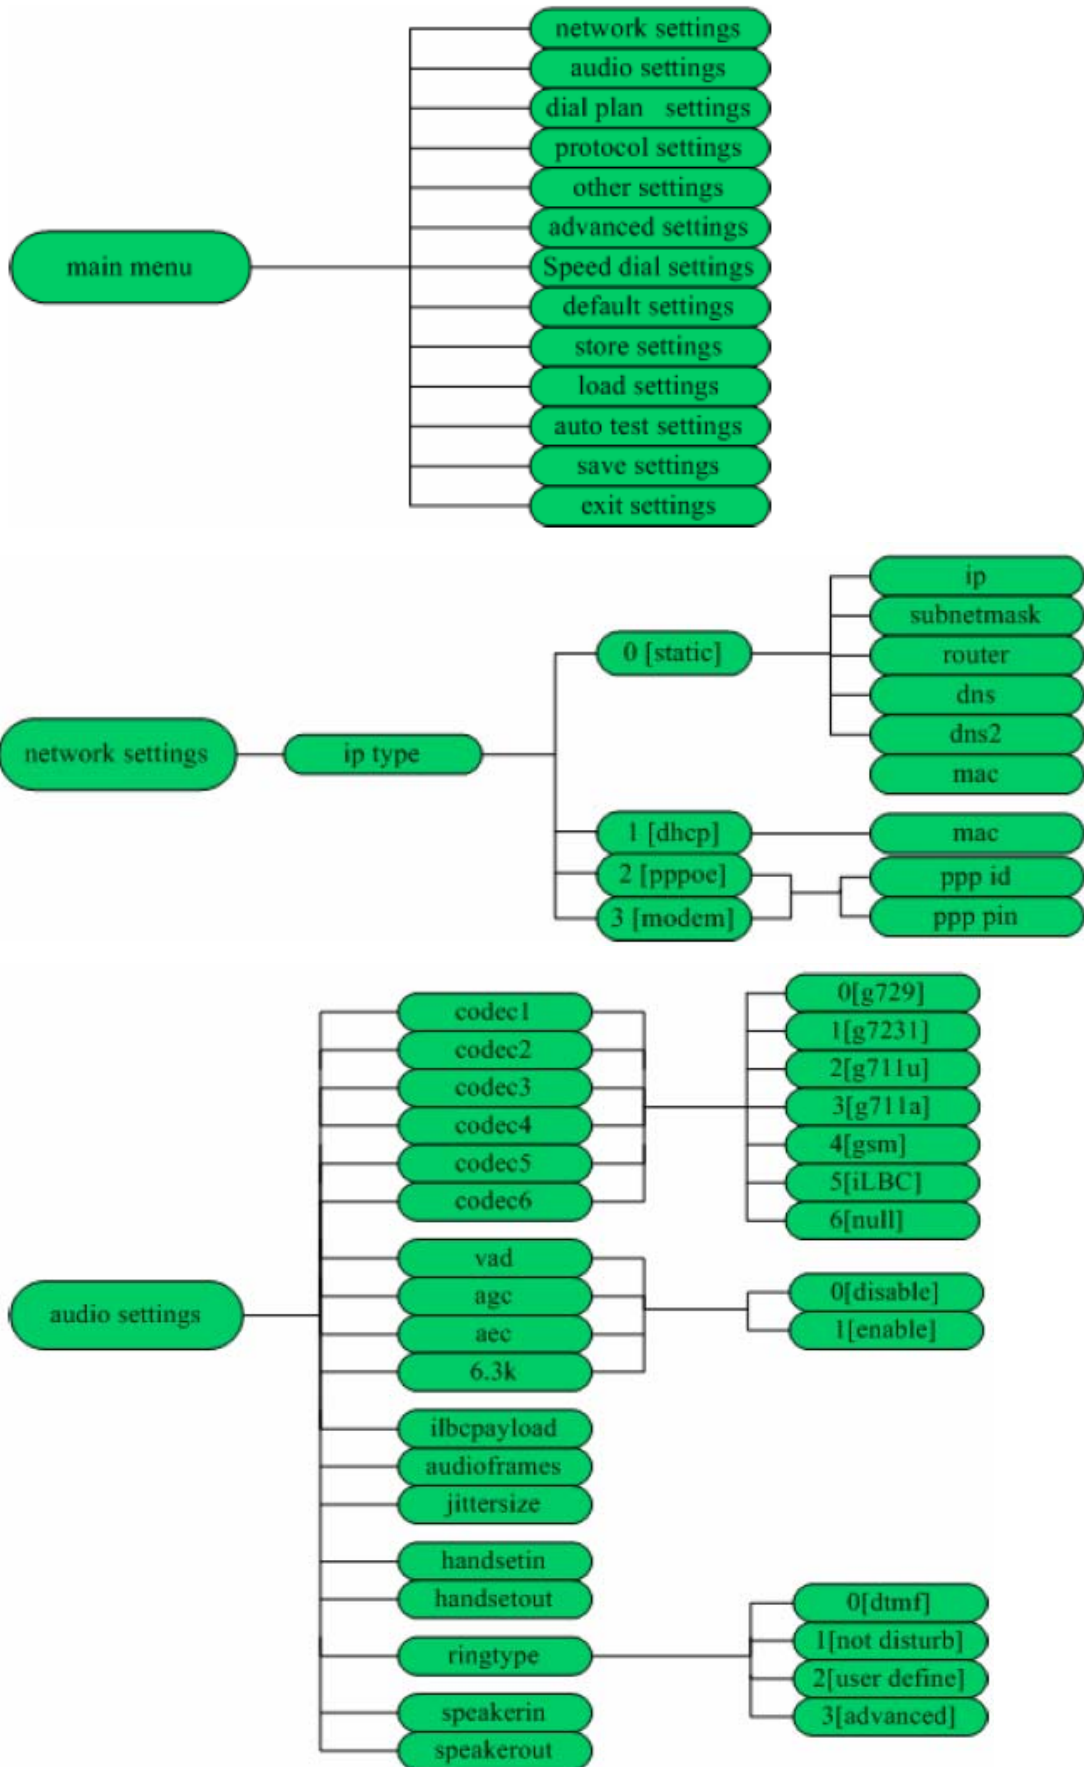 network settings
audio settings
dial plan settings
protocol settings
other settings
advanced settings
main menu
Speed dial settings
default settings
store settings
load settings
auto test settings
save settings
exit settings
ip
subnetmask
0 [static]
router
dns
dns2
network settings
ip type
mac
1 [dhcp]
mac
2 [pppoe]
ppp id
3 [modem]
ppp pin
codec1
0[g729]
codec2
1[g7231]
codec3
2[g711u]
codec4
3[g711a]
codec5
4[gsm]
codec6
5[iLBC]
6[null]
vad
agc
0[disable]
audio settings
aec
1[enable]
6.3k
ilbcpayload
audioframes
jittersize
handsetin
handsetout
0[dtmf]
ringtype
1[not disturb]
2[user define]
speakerin
3[advanced]
speakerout